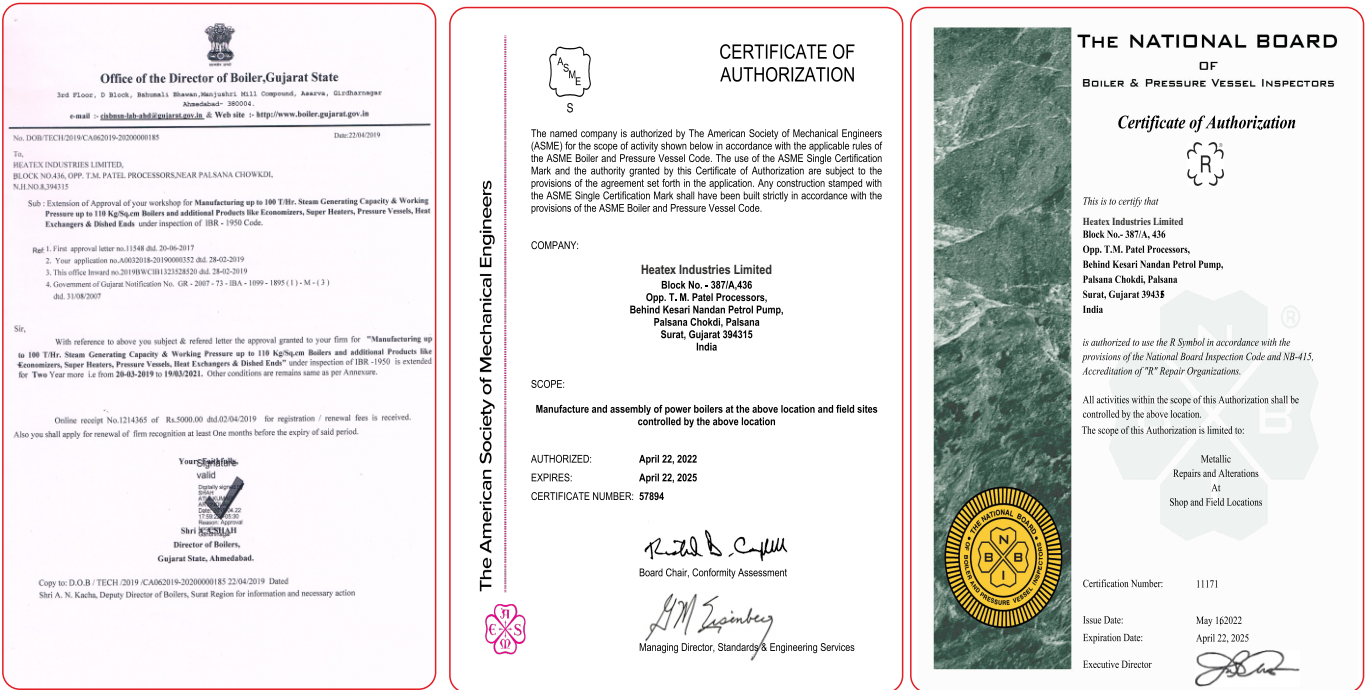 Office of the Director of Boiler,Gujarat State
3rd Floor, D Block, Bahumali Bhawan,Manjushri Mill Compound, Asarva, Girdharnagar
Ahmedabad- 380004.
& Web site :- http://www.boiler.gujarat.gov.in
No. DOB/TECH/2019/CA062019-20200000185
Date:22/04/2019
To,
HEATEX INDUSTRIES LIMITED,
BLOCK NO.436, OPP. T.M. PATEL PROCESSORS,NEAR PALSANA CHOWKDI,
N.H.NO.8,394315
Sub : Extension of Approval of your workshop for Manufacturing up to 100 T/Hr. Steam Generating Capacity & Working
Pressure up to 110 Kg/Sq.cm Boilers and additional Products like Economizers, Super Heaters, Pressure Vessels, Heat
Exchangers & Dished Ends under inspection of IBR - 1950 Code.
Ref: 1. First approval letter no.11548 dtd. 20-06-2017
2. Your application no.A0032018-20190000352 dtd. 28-02-2019
3. This office Inward no.2019BWCIB1323528520 dtd. 28-02-2019
4. Government of Gujarat Notification No. GR - 2007 - 73 - IBA - 1099 - 1895 ( 1 ) - M - ( 3 )
dtd. 31/08/2007
Sir,
With reference to above you subject & refered letter the approval granted to your firm for "Manufacturing up
to 100 T/Hr. Steam Generating Capacity & Working Pressure up to 110 Kg/Sq.cm Boilers and additional Products like
Economizers, Super Heaters, Pressure Vessels, Heat Exchangers & Dished Ends" under inspection of IBR -1950 is extended
for Two Year more i.e from 20-03-2019 to 19/03/2021. Other conditions are remains same as per Annexure.
Online receipt No.1214365 of Rs.5000.00 dtd.02/04/2019 for registration / renewal fees is received.
Also you shall apply for renewal of firm recognition at least One months before the expiry of said period.
Signature
valid
Digitally signed
SHAH
Reason: Approval
Director of Boilers,
Gujarat State, Ahmedabad.
Copy to: D.O.B / TECH /2019 /CA062019-20200000185 22/04/2019 Dated
Shri A. N. Kacha, Deputy Director of Boilers, Surat Region for information and necessary action
The American Society of Mechanical Engineers
ASME
S
CERTIFICATE OF
AUTHORIZATION
The named company is authorized by The American Society of Mechanical Engineers
(ASME) for the scope of activity shown below in accordance with the applicable rules of
the ASME Boiler and Pressure Vessel Code. The use of the ASME Single Certification
Mark and the authority granted by this Certificate of Authorization are subject to the
provisions of the agreement set forth in the application. Any construction stamped with
the ASME Single Certification Mark shall have been built strictly in accordance with the
provisions of the ASME Boiler and Pressure Vessel Code.
COMPANY:
Heatex Industries Limited
Block No. - 387/A,436
Opp. T. M. Patel Processors,
Behind Kesari Nandan Petrol Pump,
Palsana Chokdi, Palsana
Surat, Gujarat 394315
India
SCOPE:
Manufacture and assembly of power boilers at the above location and field sites
controlled by the above location
AUTHORIZED: April 22, 2022
EXPIRES: April 22, 2025
CERTIFICATE NUMBER: 57894
Board Chair, Conformity Assessment
Managing Director, Standards & Engineering Services
ASME
THE NATIONAL BOARD
OF
BOILER & PRESSURE VESSEL INSPECTORS
Certificate of Authorization
R
This is to certify that
Heatex Industries Limited
Block No.- 387/A, 436
Opp. T.M. Patel Processors,
Behind Kesari Nandan Petrol Pump,
Palsana Chokdi, Palsana
Surat, Gujarat 394315
India
is authorized to use the R Symbol in accordance with the
provisions of the National Board Inspection Code and NB-415,
Accreditation of "R" Repair Organizations.
All activities within the scope of this Authorization shall be
controlled by the above location.
The scope of this Authorization is limited to:
Metallic
Repairs and Alterations
At
Shop and Field Locations
N B B I
THE NATIONAL BOARD OF BOILER AND PRESSURE VESSEL INSPECTORS
Certification Number: 11171
Issue Date: May 162022
Expiration Date: April 22, 2025
Executive Director